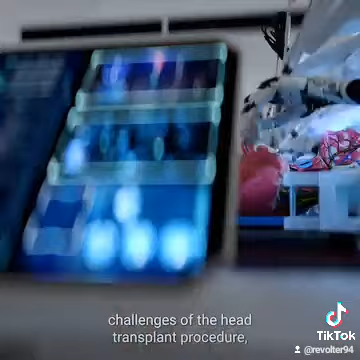 challenges of the head
transplant procedure,
TikTok
@revolter94